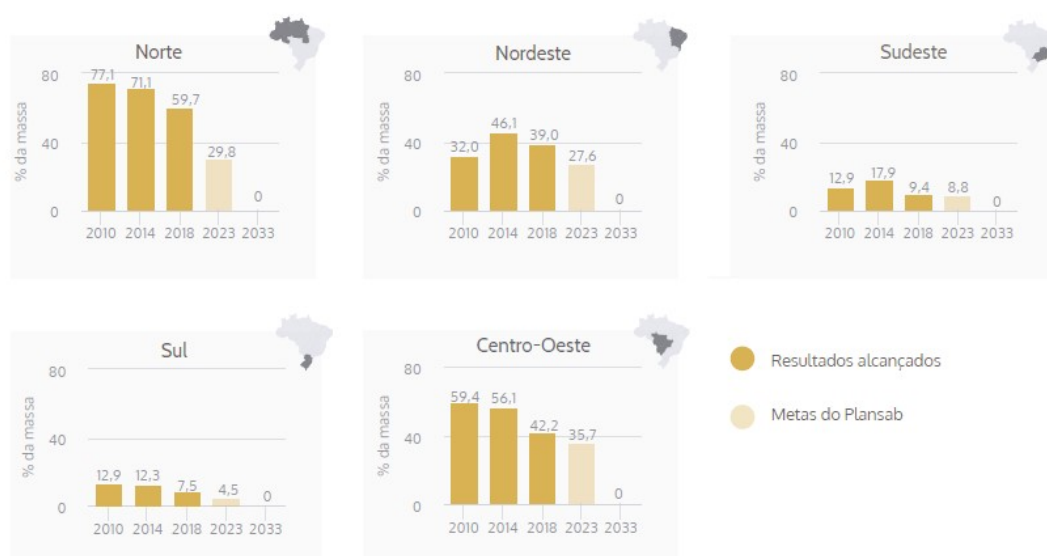 Norte
% da massa
80
40
0
77,1
71,1
59,7
29,8
0
2010 2014 2018 2023 2033
Nordeste
% da massa
80
40
0
32,0
46,1
39,0
27,6
0
2010 2014 2018 2023 2033
Sudeste
% da massa
80
40
0
12,9
17,9
9,4
8,8
0
2010 2014 2018 2023 2033
Sul
% da massa
80
40
0
12,9
12,3
7,5
4,5
0
2010 2014 2018 2023 2033
Centro-Oeste
% da massa
80
40
0
59,4
56,1
42,2
35,7
0
2010 2014 2018 2023 2033
Resultados alcançados
Metas do Plansab